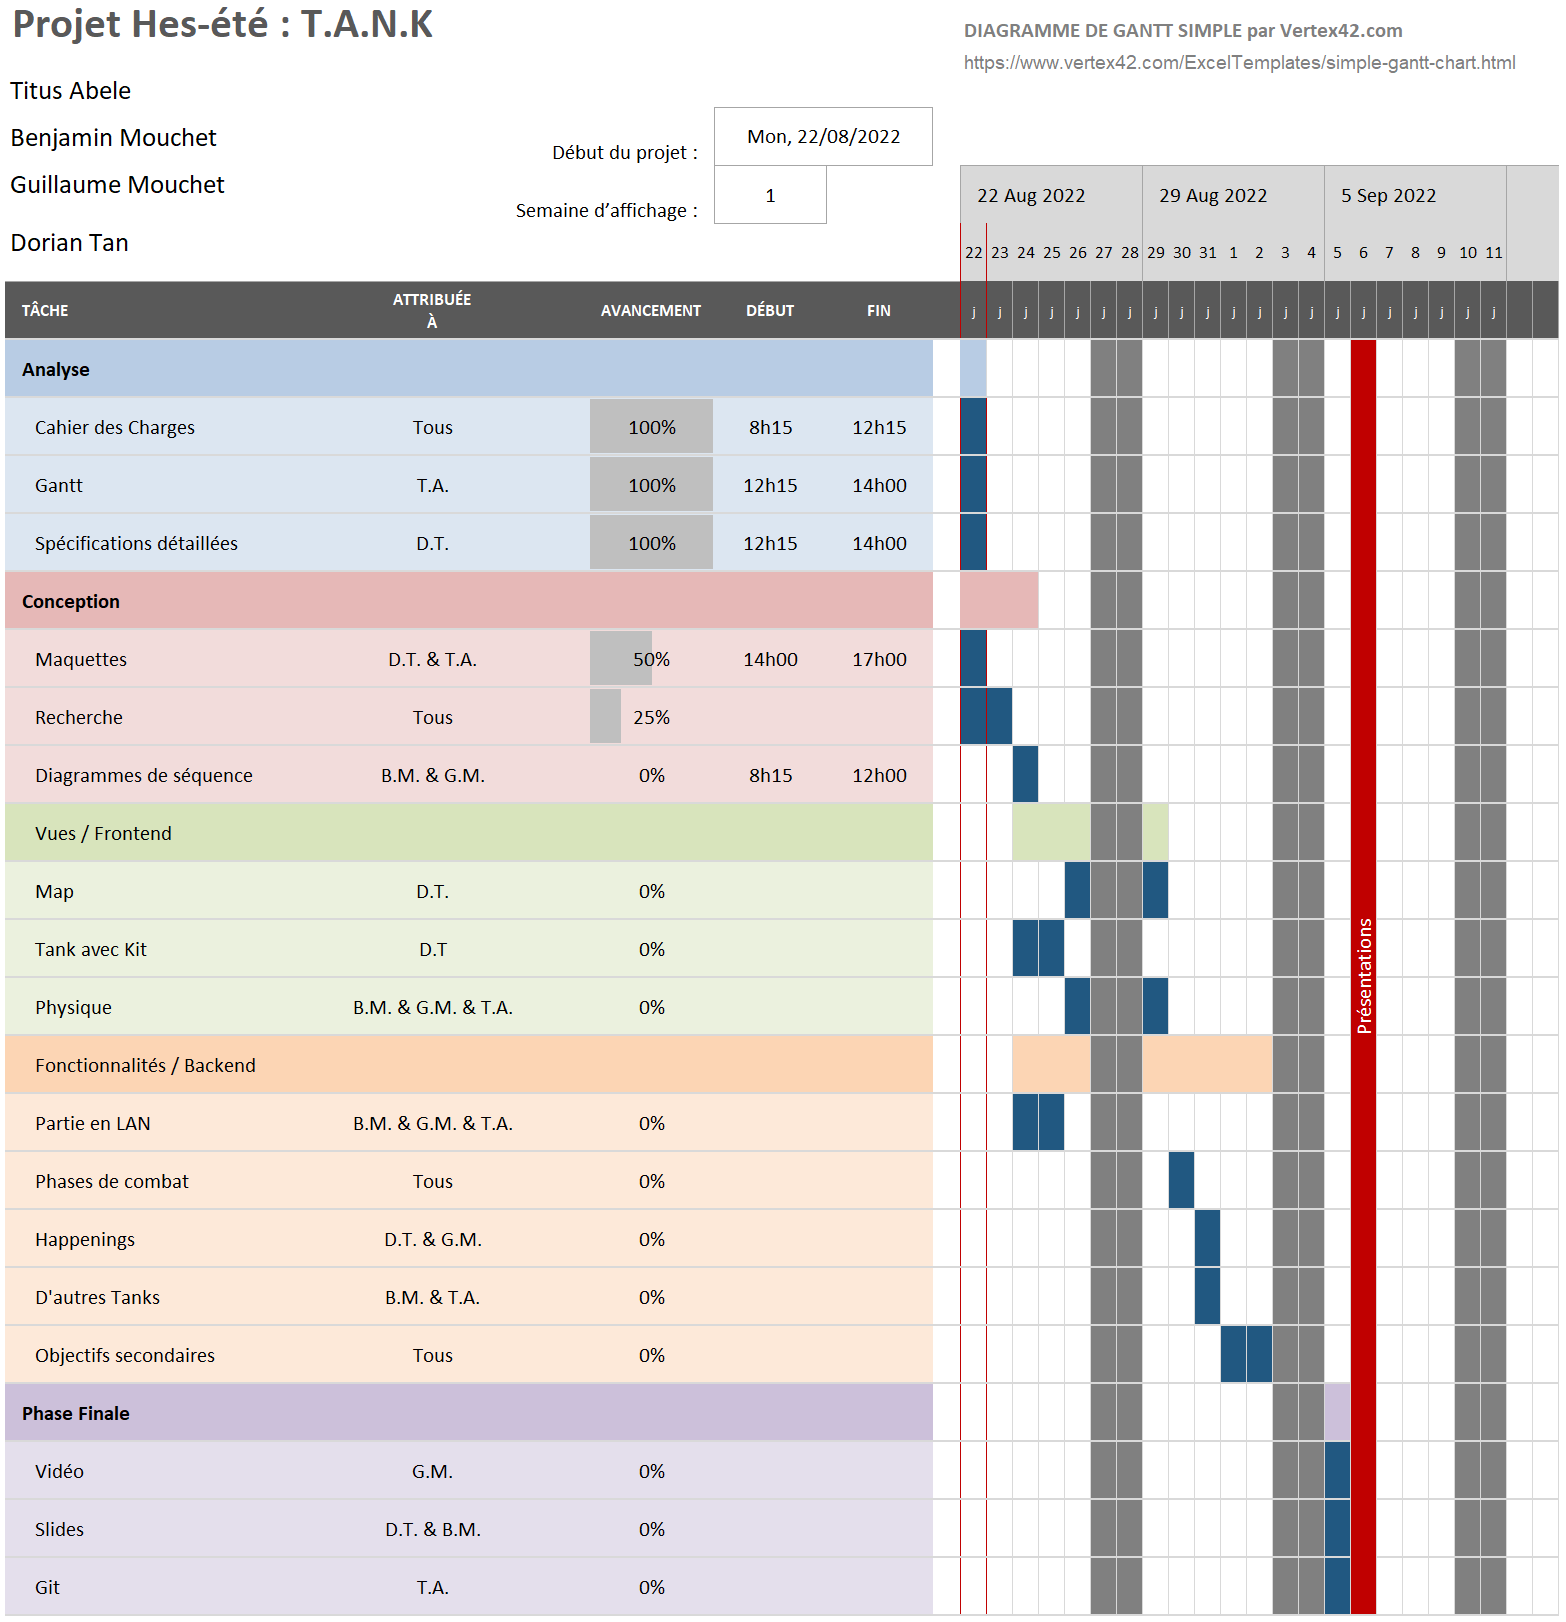 Projet Hes-été : T.A.N.K
DIAGRAMME DE GANTT SIMPLE par Vertex42.com
https://www.vertex42.com/ExcelTemplates/simple-gantt-chart.html
Titus Abele
Benjamin Mouchet
Début du projet : Mon, 22/08/2022
Guillaume Mouchet
Semaine d’affichage : 1
22 Aug 2022 29 Aug 2022 5 Sep 2022
Dorian Tan
22 23 24 25 26 27 28 29 30 31 1 2 3 4 5 6 7 8 9 10 11
TÂCHE ATTRIBUÉE À AVANCEMENT DÉBUT FIN j j j j j j j j j j j j j j j j j j j j j
Analyse
Cahier des Charges Tous 100% 8h15 12h15
Gantt T.A. 100% 12h15 14h00
Spécifications détaillées D.T. 100% 12h15 14h00
Conception
Maquettes D.T. & T.A. 50% 14h00 17h00
Recherche Tous 25%
Diagrammes de séquence B.M. & G.M. 0% 8h15 12h00
Vues / Frontend
Map D.T. 0%
Tank avec Kit D.T 0%
Physique B.M. & G.M. & T.A. 0%
Présentations
Fonctionnalités / Backend
Partie en LAN B.M. & G.M. & T.A. 0%
Phases de combat Tous 0%
Happenings D.T. & G.M. 0%
D'autres Tanks B.M. & T.A. 0%
Objectifs secondaires Tous 0%
Phase Finale
Vidéo G.M. 0%
Slides D.T. & B.M. 0%
Git T.A. 0%